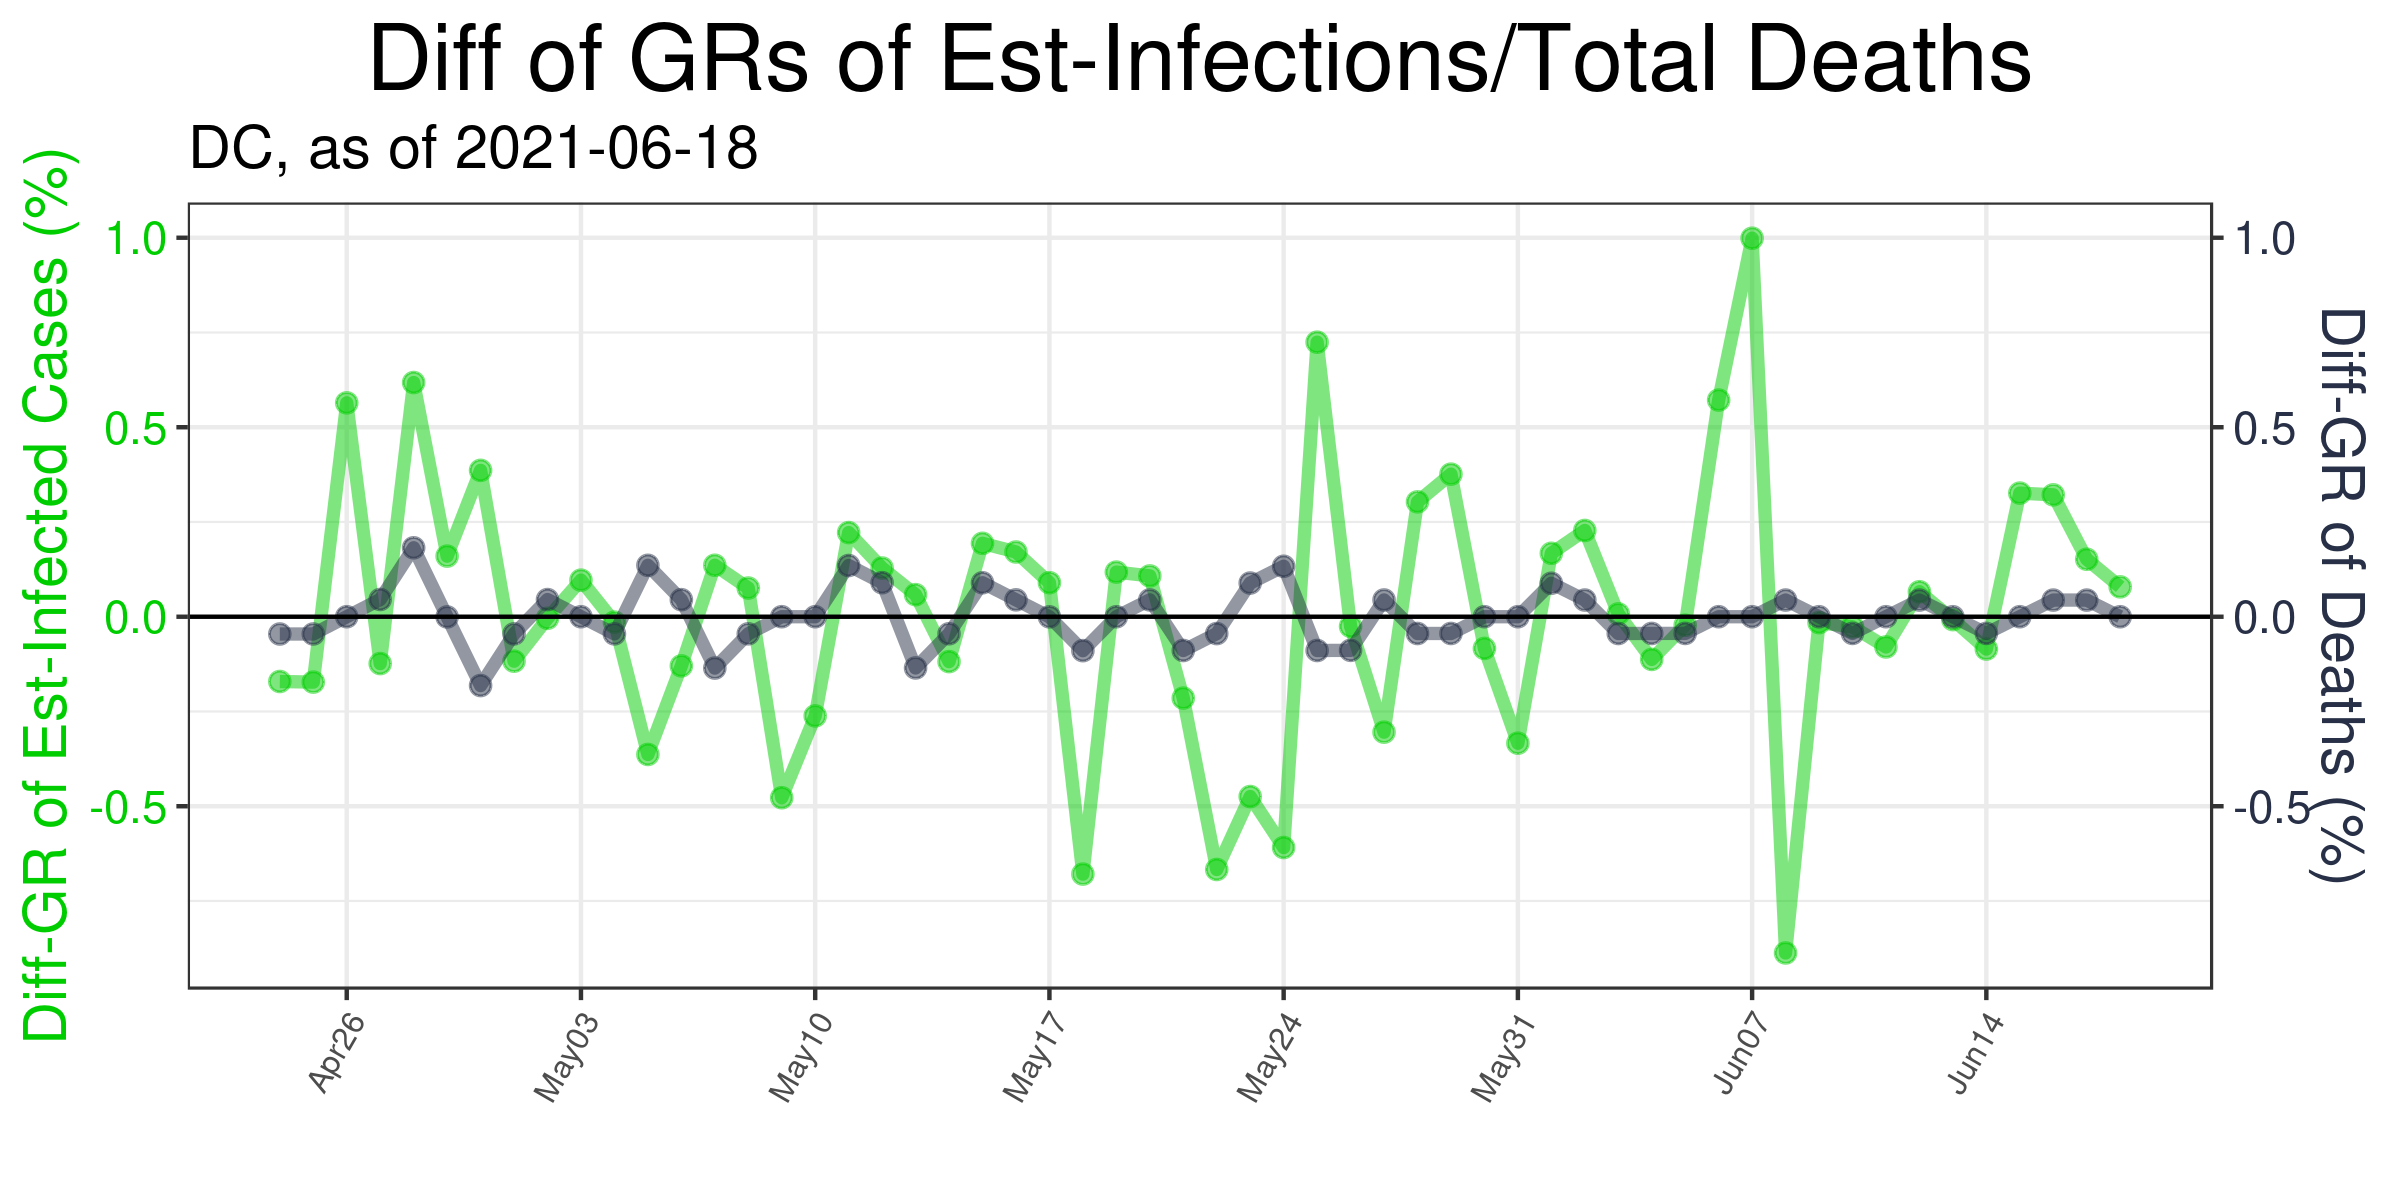 Diff of GRs of Est-Infections/Total Deaths
DC, as of 2021-06-18
Diff-GR of Est-Infected Cases (%)
1.0
0.5
0.0
-0.5
1.0
0.5
0.0
-0.5
Diff-GR of Deaths (%)
Apr26
May03
May10
May17
May24
May31
Jun07
Jun14